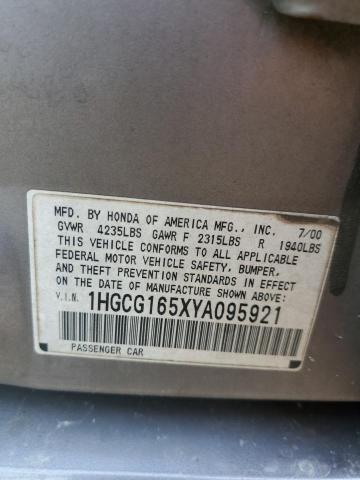 MFD. BY HONDA OF AMERICA MFG., INC. 7/00
GVWR 4235LBS GAWR F 2315LBS R 1940LBS
THIS VEHICLE CONFORMS TO ALL APPLICABLE
FEDERAL MOTOR VEHICLE SAFETY, BUMPER,
AND THEFT PREVENTION STANDARDS IN EFFECT
ON THE DATE OF MANUFACTURE SHOWN ABOVE.
V.I.N. 1HGCG165XYA095921
PASSENGER CAR